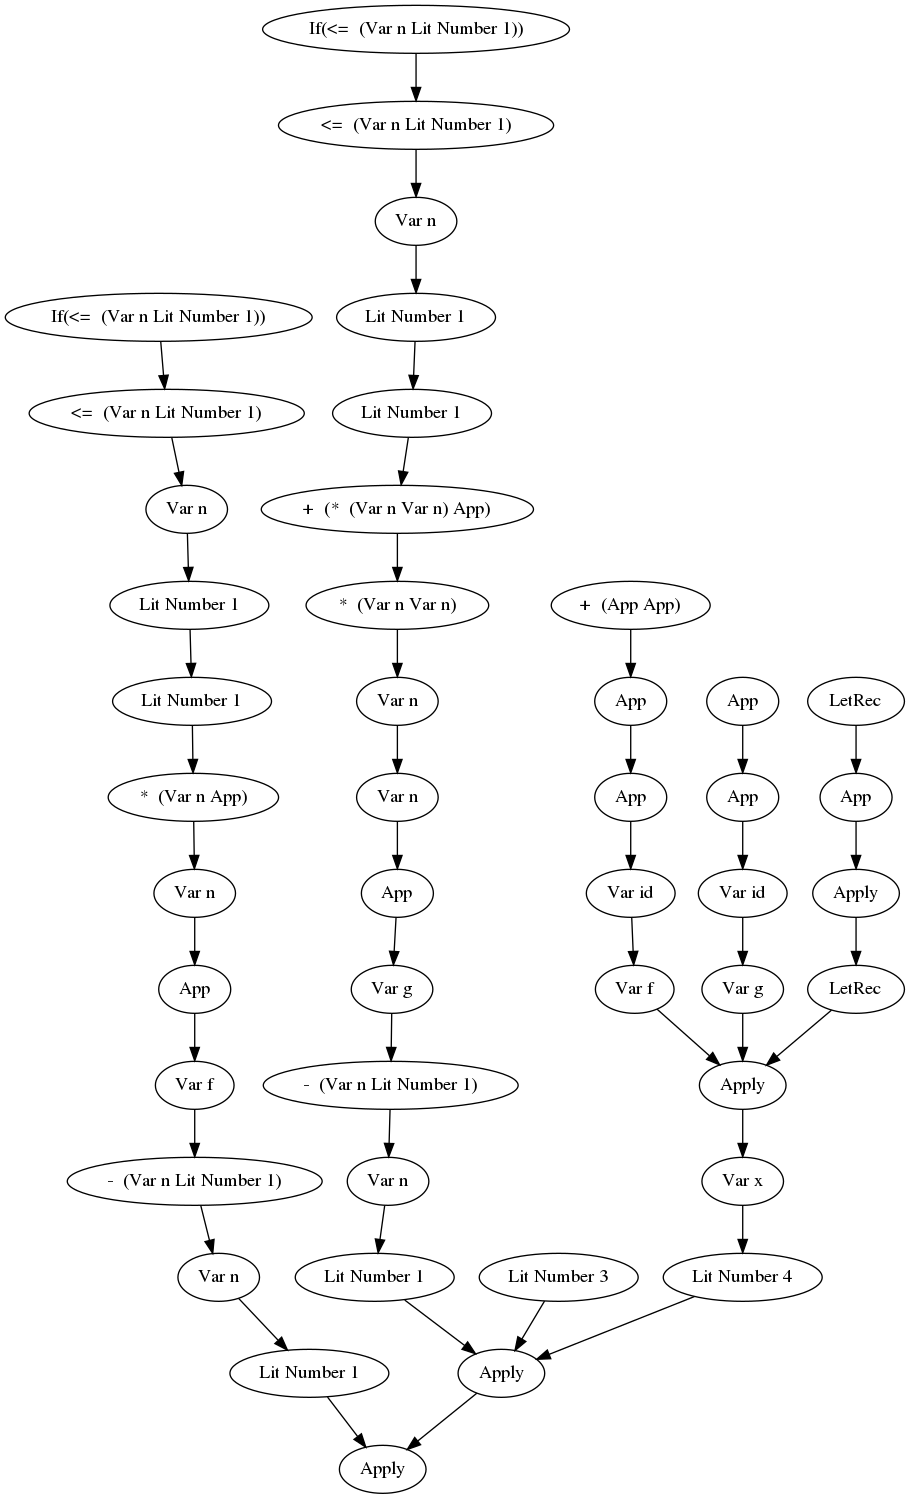 If(<= (Var n Lit Number 1))
<= (Var n Lit Number 1)
Var n
If(<= (Var n Lit Number 1))
Lit Number 1
<= (Var n Lit Number 1)
Lit Number 1
Var n
+ (* (Var n Var n) App)
Lit Number 1
* (Var n Var n)
+ (App App)
Lit Number 1
Var n
App
App
LetRec
* (Var n App)
Var n
App
App
App
Var n
App
Var id
Var id
Apply
App
Var g
Var f
Var g
LetRec
Var f
- (Var n Lit Number 1)
Apply
- (Var n Lit Number 1)
Var n
Var x
Var n
Lit Number 1
Lit Number 3
Lit Number 4
Lit Number 1
Apply
Apply